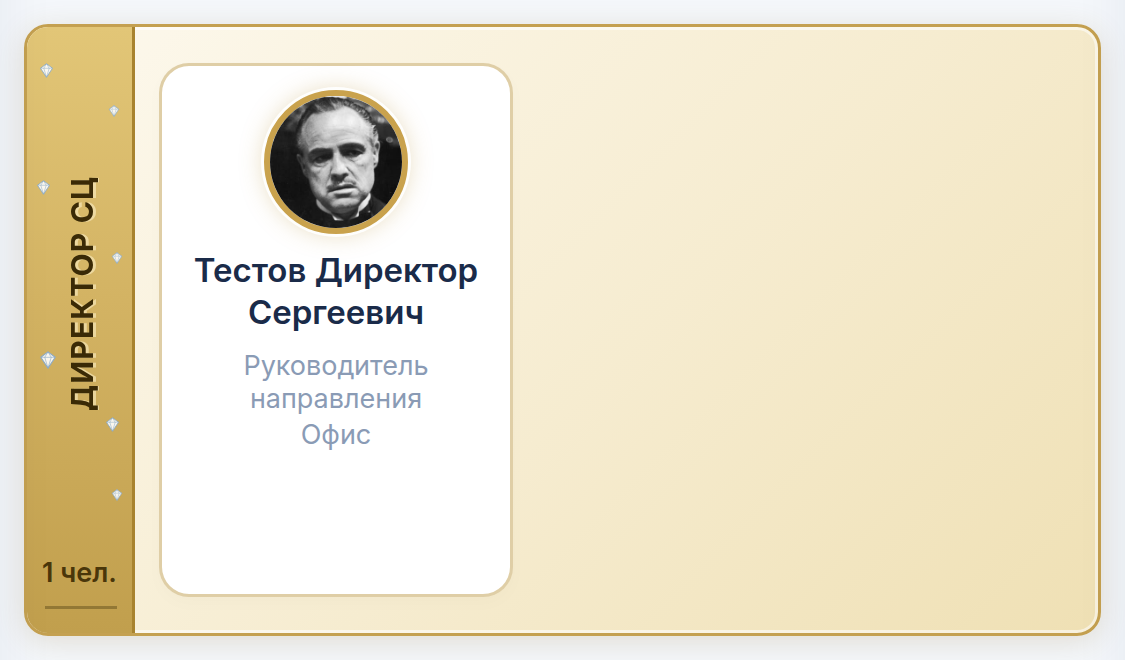 ДИРЕКТОР СЦ
1 чел.
Тестов Директор
Сергеевич
Руководитель
направления
Офис